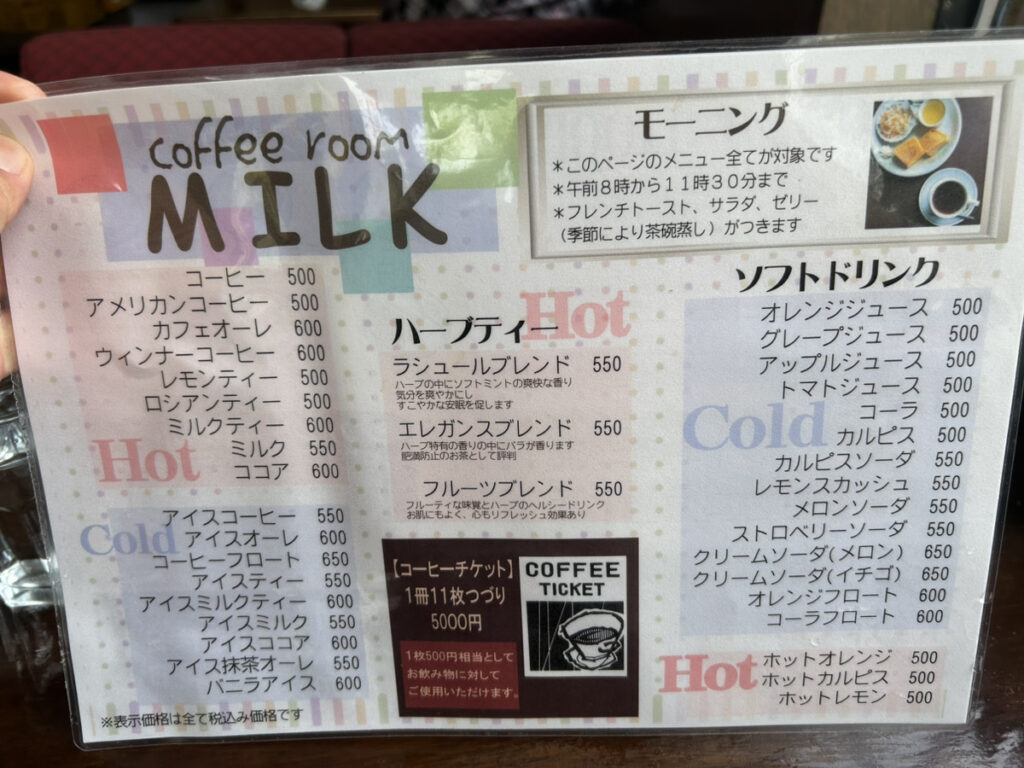 coffee room
MILK
モーニング
＊このページのメニュー全てが対象です
＊午前８時から１１時３０分まで
＊フレンチトースト、サラダ、ゼリー
（季節により茶碗蒸し）がつきます
コーヒー 500
アメリカンコーヒー 500
カフェオーレ 600
ウィンナーコーヒー 600
レモンティー 500
ロシアンティー 500
ミルクティー 600
ミルク 550
ココア 600
Hot
アイスコーヒー 550
アイスオーレ 600
コーヒーフロート 650
アイスティー 550
アイスミルクティー 600
アイスミルク 550
アイスココア 600
アイス抹茶オーレ 550
バニラアイス 600
Cold
※表示価格は全て税込み価格です
Hot
ハーブティー
ラシュールブレンド 550
ハーブの中にソフトミントの爽快な香り
気分を爽やかにし
すこやかな安眠を促します
エレガンスブレンド 550
ハーブ特有の香りの中にバラが香ります
肥満防止のお茶として評判
フルーツブレンド 550
フルーティな味覚とハーブのヘルシードリンク
お肌にもよく、心もリフレッシュ効果あり
【コーヒーチケット】
1冊11枚つづり
5000円
1枚500円相当として
お飲み物に対して
ご使用いただけます。
COFFEE
TICKET
ソフトドリンク
オレンジジュース 500
グレープジュース 500
アップルジュース 500
トマトジュース 500
コーラ 500
カルピス 500
カルピスソーダ 550
レモンスカッシュ 550
メロンソーダ 550
ストロベリーソーダ 550
クリームソーダ(メロン) 650
クリームソーダ(イチゴ) 650
オレンジフロート 600
コーラフロート 600
Cold
Hot
ホットオレンジ 500
ホットカルピス 500
ホットレモン 500